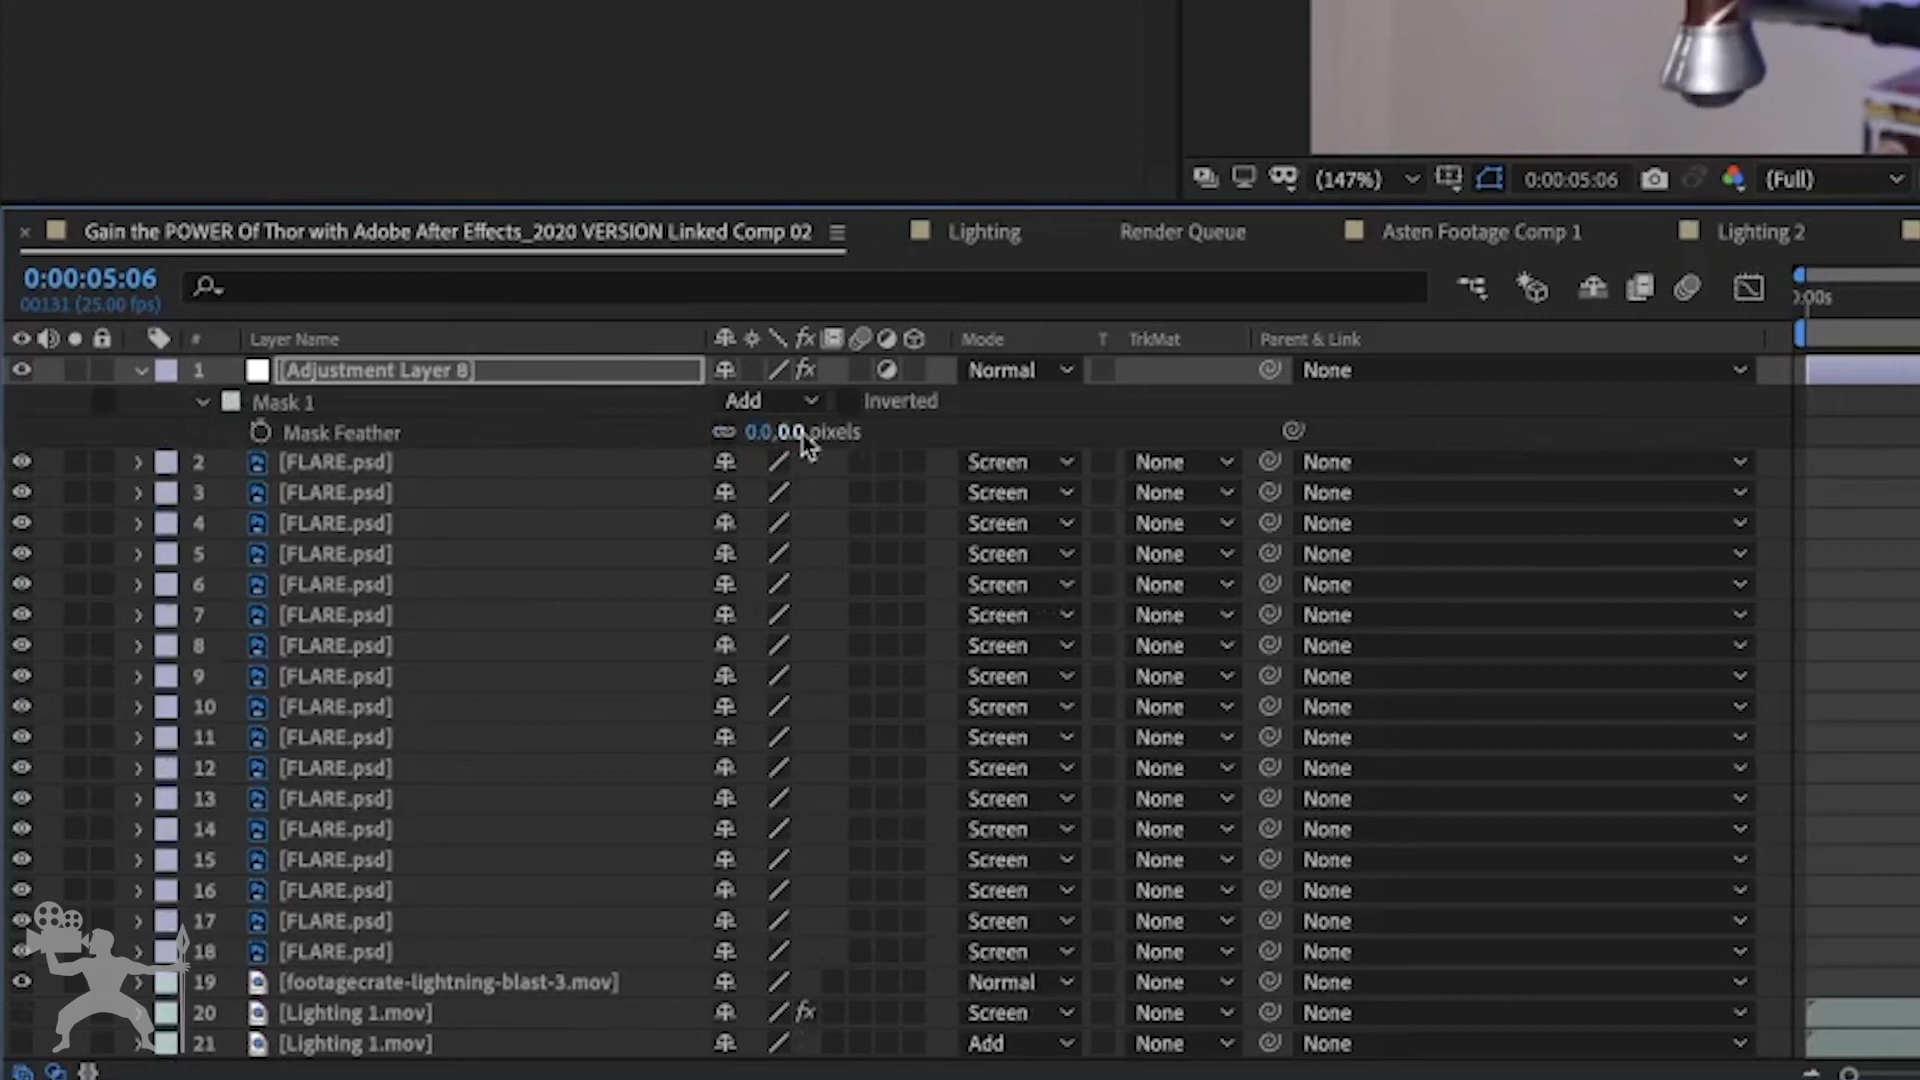 (147%) 0:00:05:06 (Full)
Gain the POWER Of Thor with Adobe After Effects_2020 VERSION Linked Comp 02 Lighting Render Queue Asten Footage Comp 1 Lighting 2
0:00:05:06
00131 (25.00 fps)
:00s
# Layer Name fx Mode T TrkMat Parent & Link
1 [Adjustment Layer 8] fx Normal None
Mask 1 Add Inverted
Mask Feather 0.0,0.0 pixels
2 [FLARE.psd] Screen None None
3 [FLARE.psd] Screen None None
4 [FLARE.psd] Screen None None
5 [FLARE.psd] Screen None None
6 [FLARE.psd] Screen None None
7 [FLARE.psd] Screen None None
8 [FLARE.psd] Screen None None
9 [FLARE.psd] Screen None None
10 [FLARE.psd] Screen None None
11 [FLARE.psd] Screen None None
12 [FLARE.psd] Screen None None
13 [FLARE.psd] Screen None None
14 [FLARE.psd] Screen None None
15 [FLARE.psd] Screen None None
16 [FLARE.psd] Screen None None
17 [FLARE.psd] Screen None None
18 [FLARE.psd] Screen None None
19 [footagecrate-lightning-blast-3.mov] Normal None None
20 [Lighting 1.mov] fx Screen None None
21 [Lighting 1.mov] Add None None